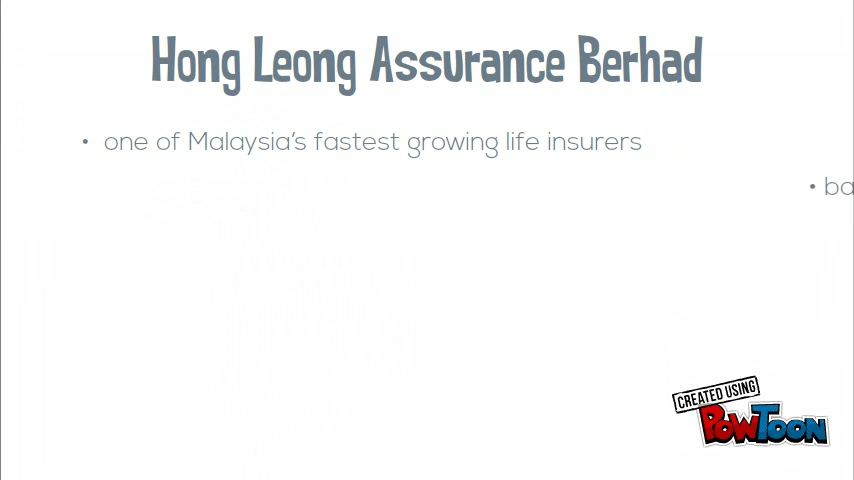 Hong Leong Assurance Berhad
• one of Malaysia's fastest growing life insurers
• ba
CREATED USING
POWTOON